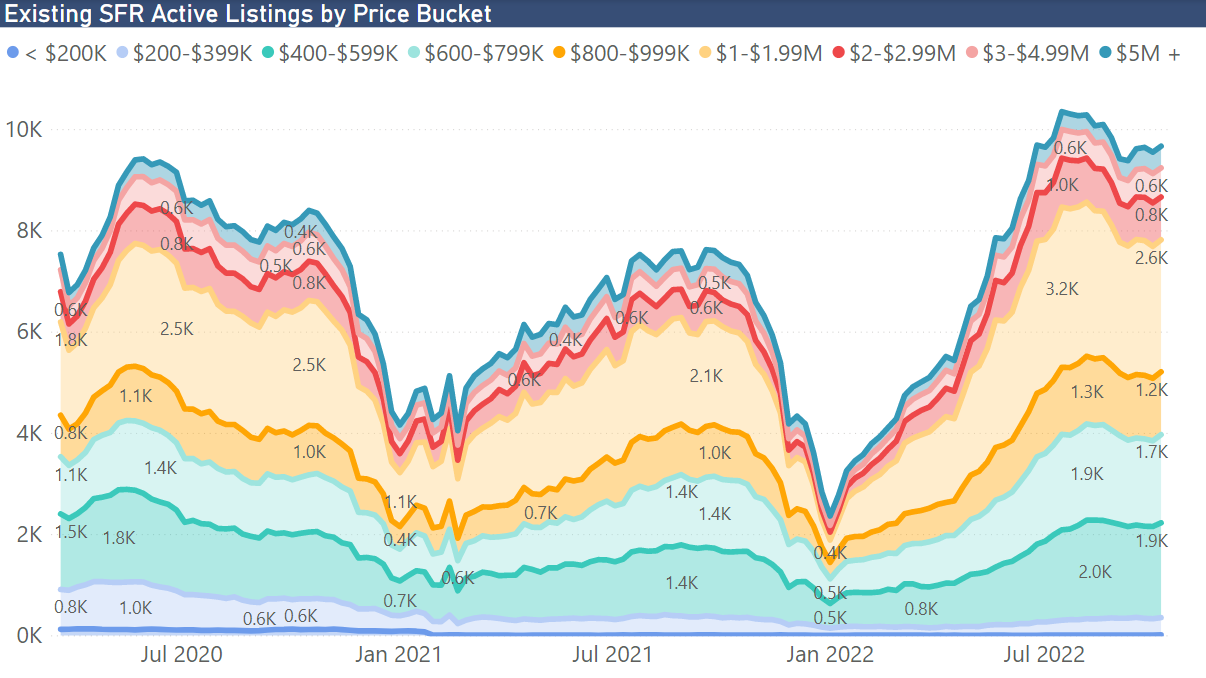 Existing SFR Active Listings by Price Bucket
< $200K $200-$399K $400-$599K $600-$799K $800-$999K $1-$1.99M $2-$2.99M $3-$4.99M $5M +
10K
0.6K
1.0K
0.6K
8K
0.6K
0.4K
0.8K
0.8K
0.6K
2.6K
0.5K
0.8K
0.5K
3.2K
6K
0.6K
0.6K
0.6K
2.5K
1.8K
0.4K
2.5K
2.1K
0.6K
1.1K
1.3K
1.2K
4K
0.8K
1.0K
1.0K
1.7K
1.1K
1.4K
1.9K
1.4K
1.1K
0.7K
1.4K
2K
1.5K
1.8K
0.4K
1.9K
0.4K
0.6K
1.4K
2.0K
0.5K
0.8K
1.0K
0.7K
0.8K
0.6K
0.6K
0.5K
0K
Jul 2020 Jan 2021 Jul 2021 Jan 2022 Jul 2022